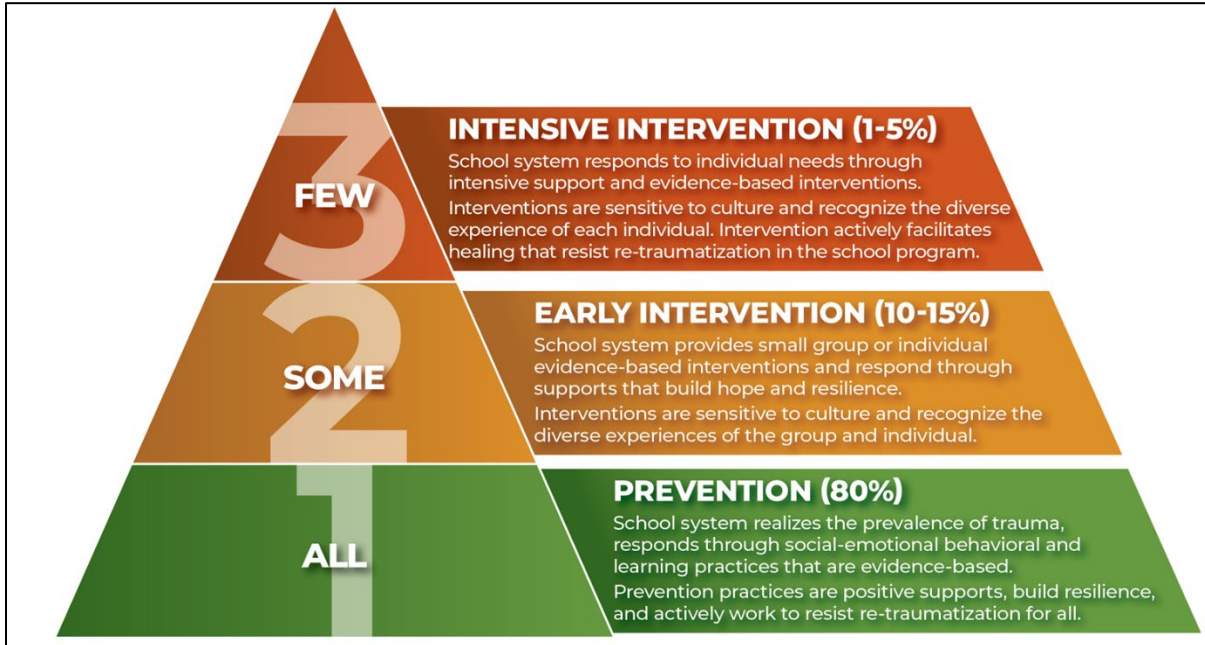 3
FEW
INTENSIVE INTERVENTION (1-5%)
School system responds to individual needs through
intensive support and evidence-based interventions.
Interventions are sensitive to culture and recognize the diverse
experience of each individual. Intervention actively facilitates
healing that resist re-traumatization in the school program.
2
SOME
EARLY INTERVENTION (10-15%)
School system provides small group or individual
evidence-based interventions and respond through
supports that build hope and resilience.
Interventions are sensitive to culture and recognize the
diverse experiences of the group and individual.
1
ALL
PREVENTION (80%)
School system realizes the prevalence of trauma,
responds through social-emotional behavioral and
learning practices that are evidence-based.
Prevention practices are positive supports, build resilience,
and actively work to resist re-traumatization for all.